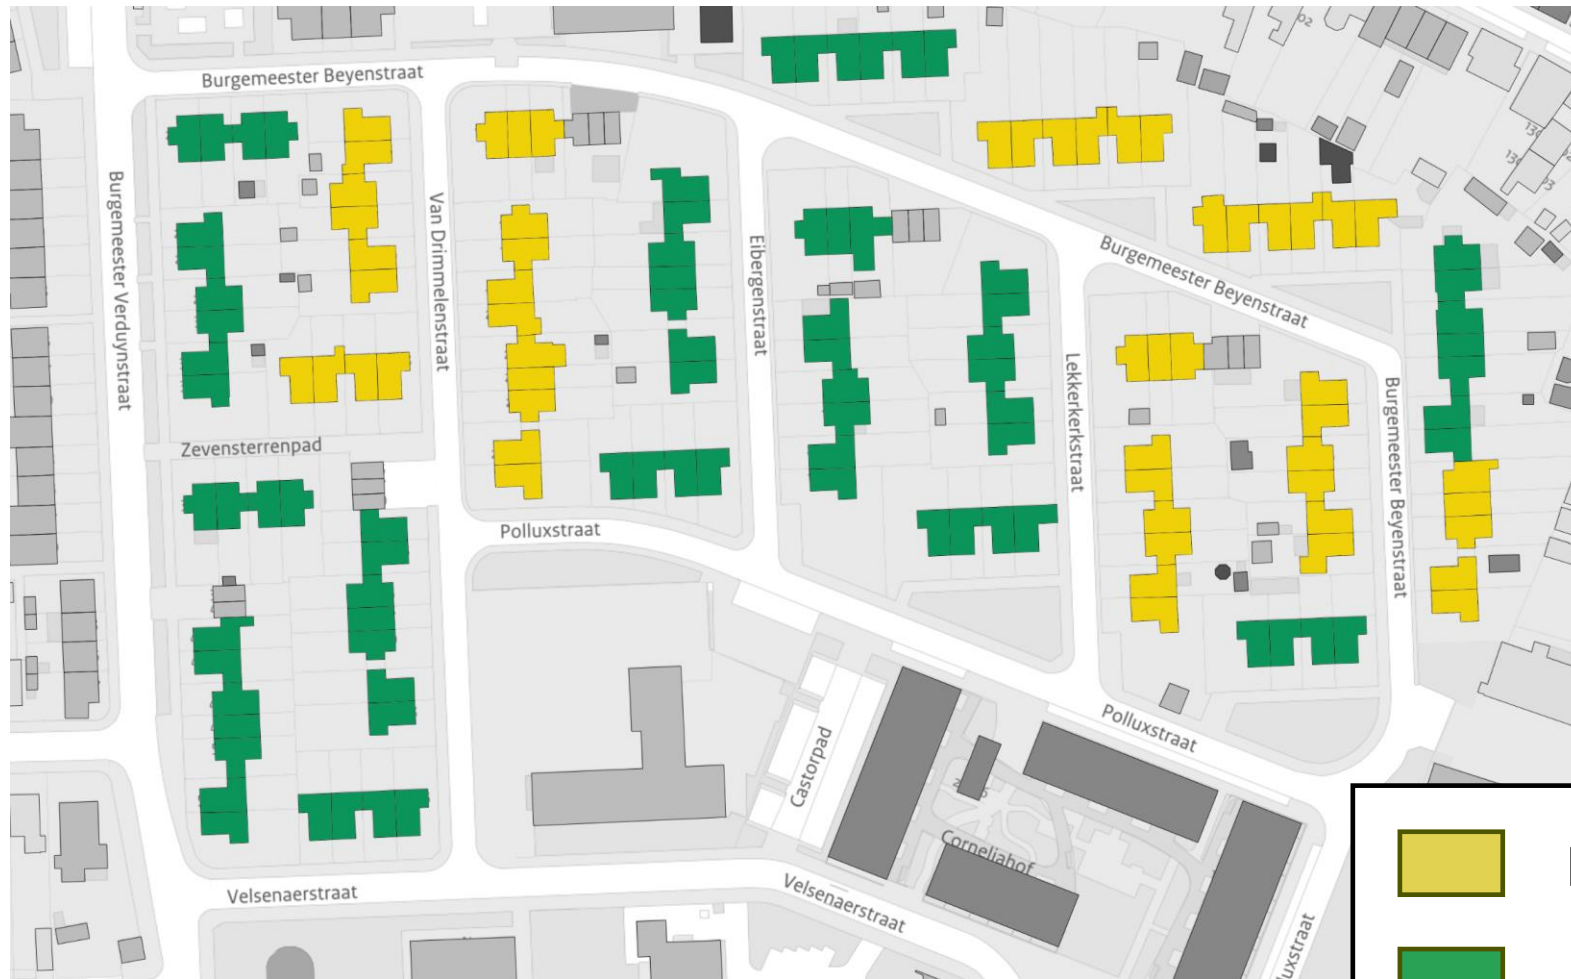 Burgemeester Beyenstraat
Burgemeester Verduynstraat
Van Drimmelenstraat
Eibergenstraat
Burgemeester Beyenstraat
Lekkerkerkstraat
Burgemeester Beyenstraat
Zevensterrenpad
Polluxstraat
Polluxstraat
Castorpad
Corneliahof
Velsenaerstraat
Velsenaerstraat
luxstraat